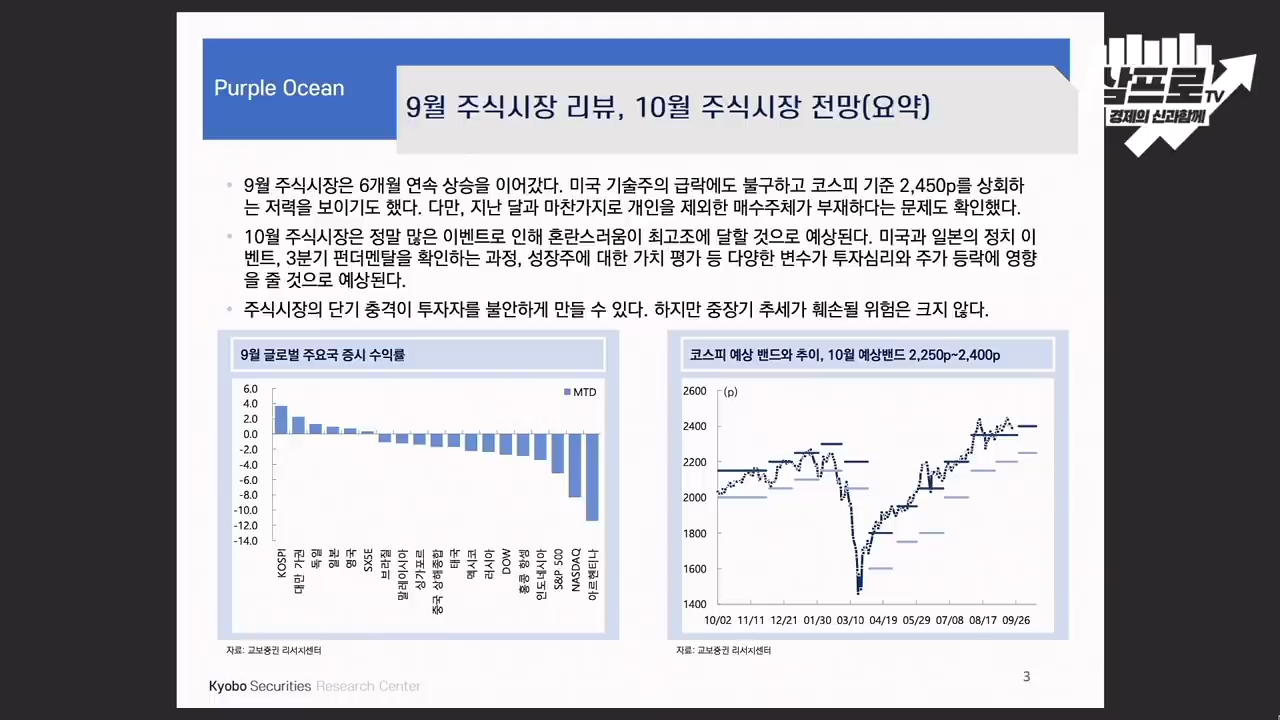 Purple Ocean
9월 주식시장 리뷰, 10월 주식시장 전망(요약)
삼프로TV
경제의 신과함께
• 9월 주식시장은 6개월 연속 상승을 이어갔다. 미국 기술주의 급락에도 불구하고 코스피 기준 2,450p를 상회하
는 저력을 보이기도 했다. 다만, 지난 달과 마찬가지로 개인을 제외한 매수주체가 부재하다는 문제도 확인했다.
• 10월 주식시장은 정말 많은 이벤트로 인해 혼란스러움이 최고조에 달할 것으로 예상된다. 미국과 일본의 정치 이
벤트, 3분기 펀더멘탈을 확인하는 과정, 성장주에 대한 가치 평가 등 다양한 변수가 투자심리와 주가 등락에 영향
을 줄 것으로 예상된다.
• 주식시장의 단기 충격이 투자자를 불안하게 만들 수 있다. 하지만 중장기 추세가 훼손될 위험은 크지 않다.
9월 글로벌 주요국 증시 수익률
MTD
6.0
4.0
2.0
0.0
-2.0
-4.0
-6.0
-8.0
-10.0
-12.0
-14.0
KOSPI
대만 가권
독일
일본
영국
SX5E
브라질
말레이시아
싱가포르
중국 상해종합
태국
멕시코
러시아
DOW
홍콩 항셍
인도네시아
S&P 500
NASDAQ
아르헨티나
자료: 교보증권 리서치센터
코스피 예상 밴드와 추이, 10월 예상밴드 2,250p~2,400p
(p)
2600
2400
2200
2000
1800
1600
1400
10/02 11/11 12/21 01/30 03/10 04/19 05/29 07/08 08/17 09/26
자료: 교보증권 리서치센터
Kyobo Securities Research Center
3